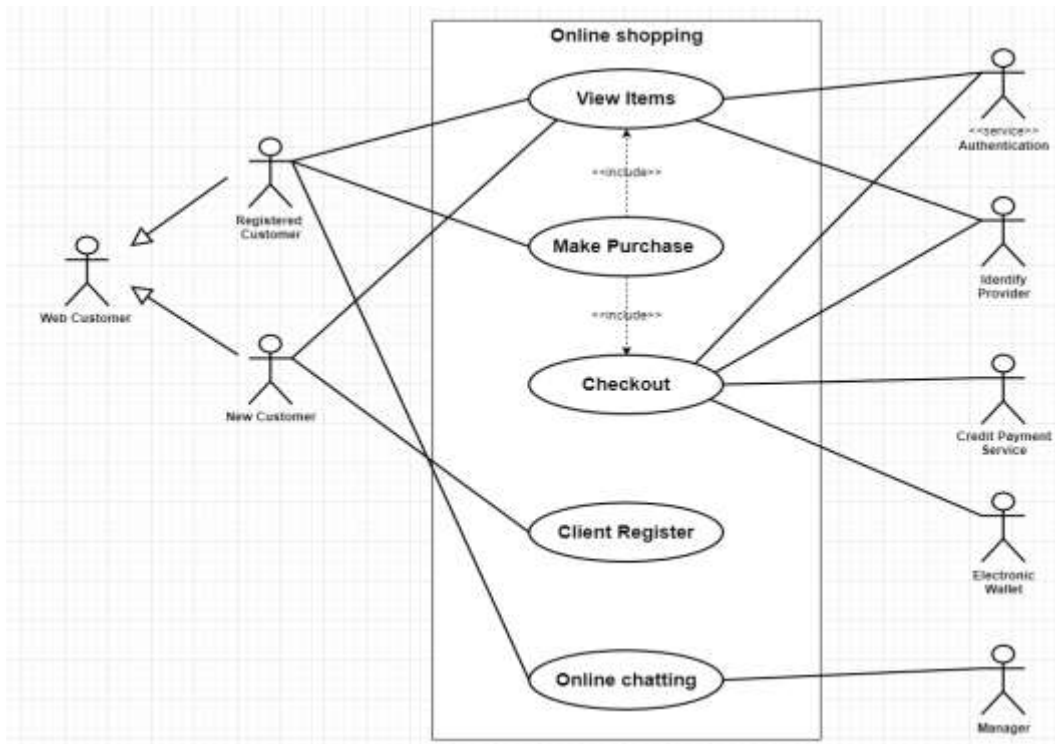 Online shopping
View Items
<<service>>
Authentication
<<include>>
Registered
Customer
Make Purchase
Identify
Provider
Web Customer
<<include>>
Checkout
New Customer
Credit Payment
Service
Client Register
Electronic
Wallet
Online chatting
Manager